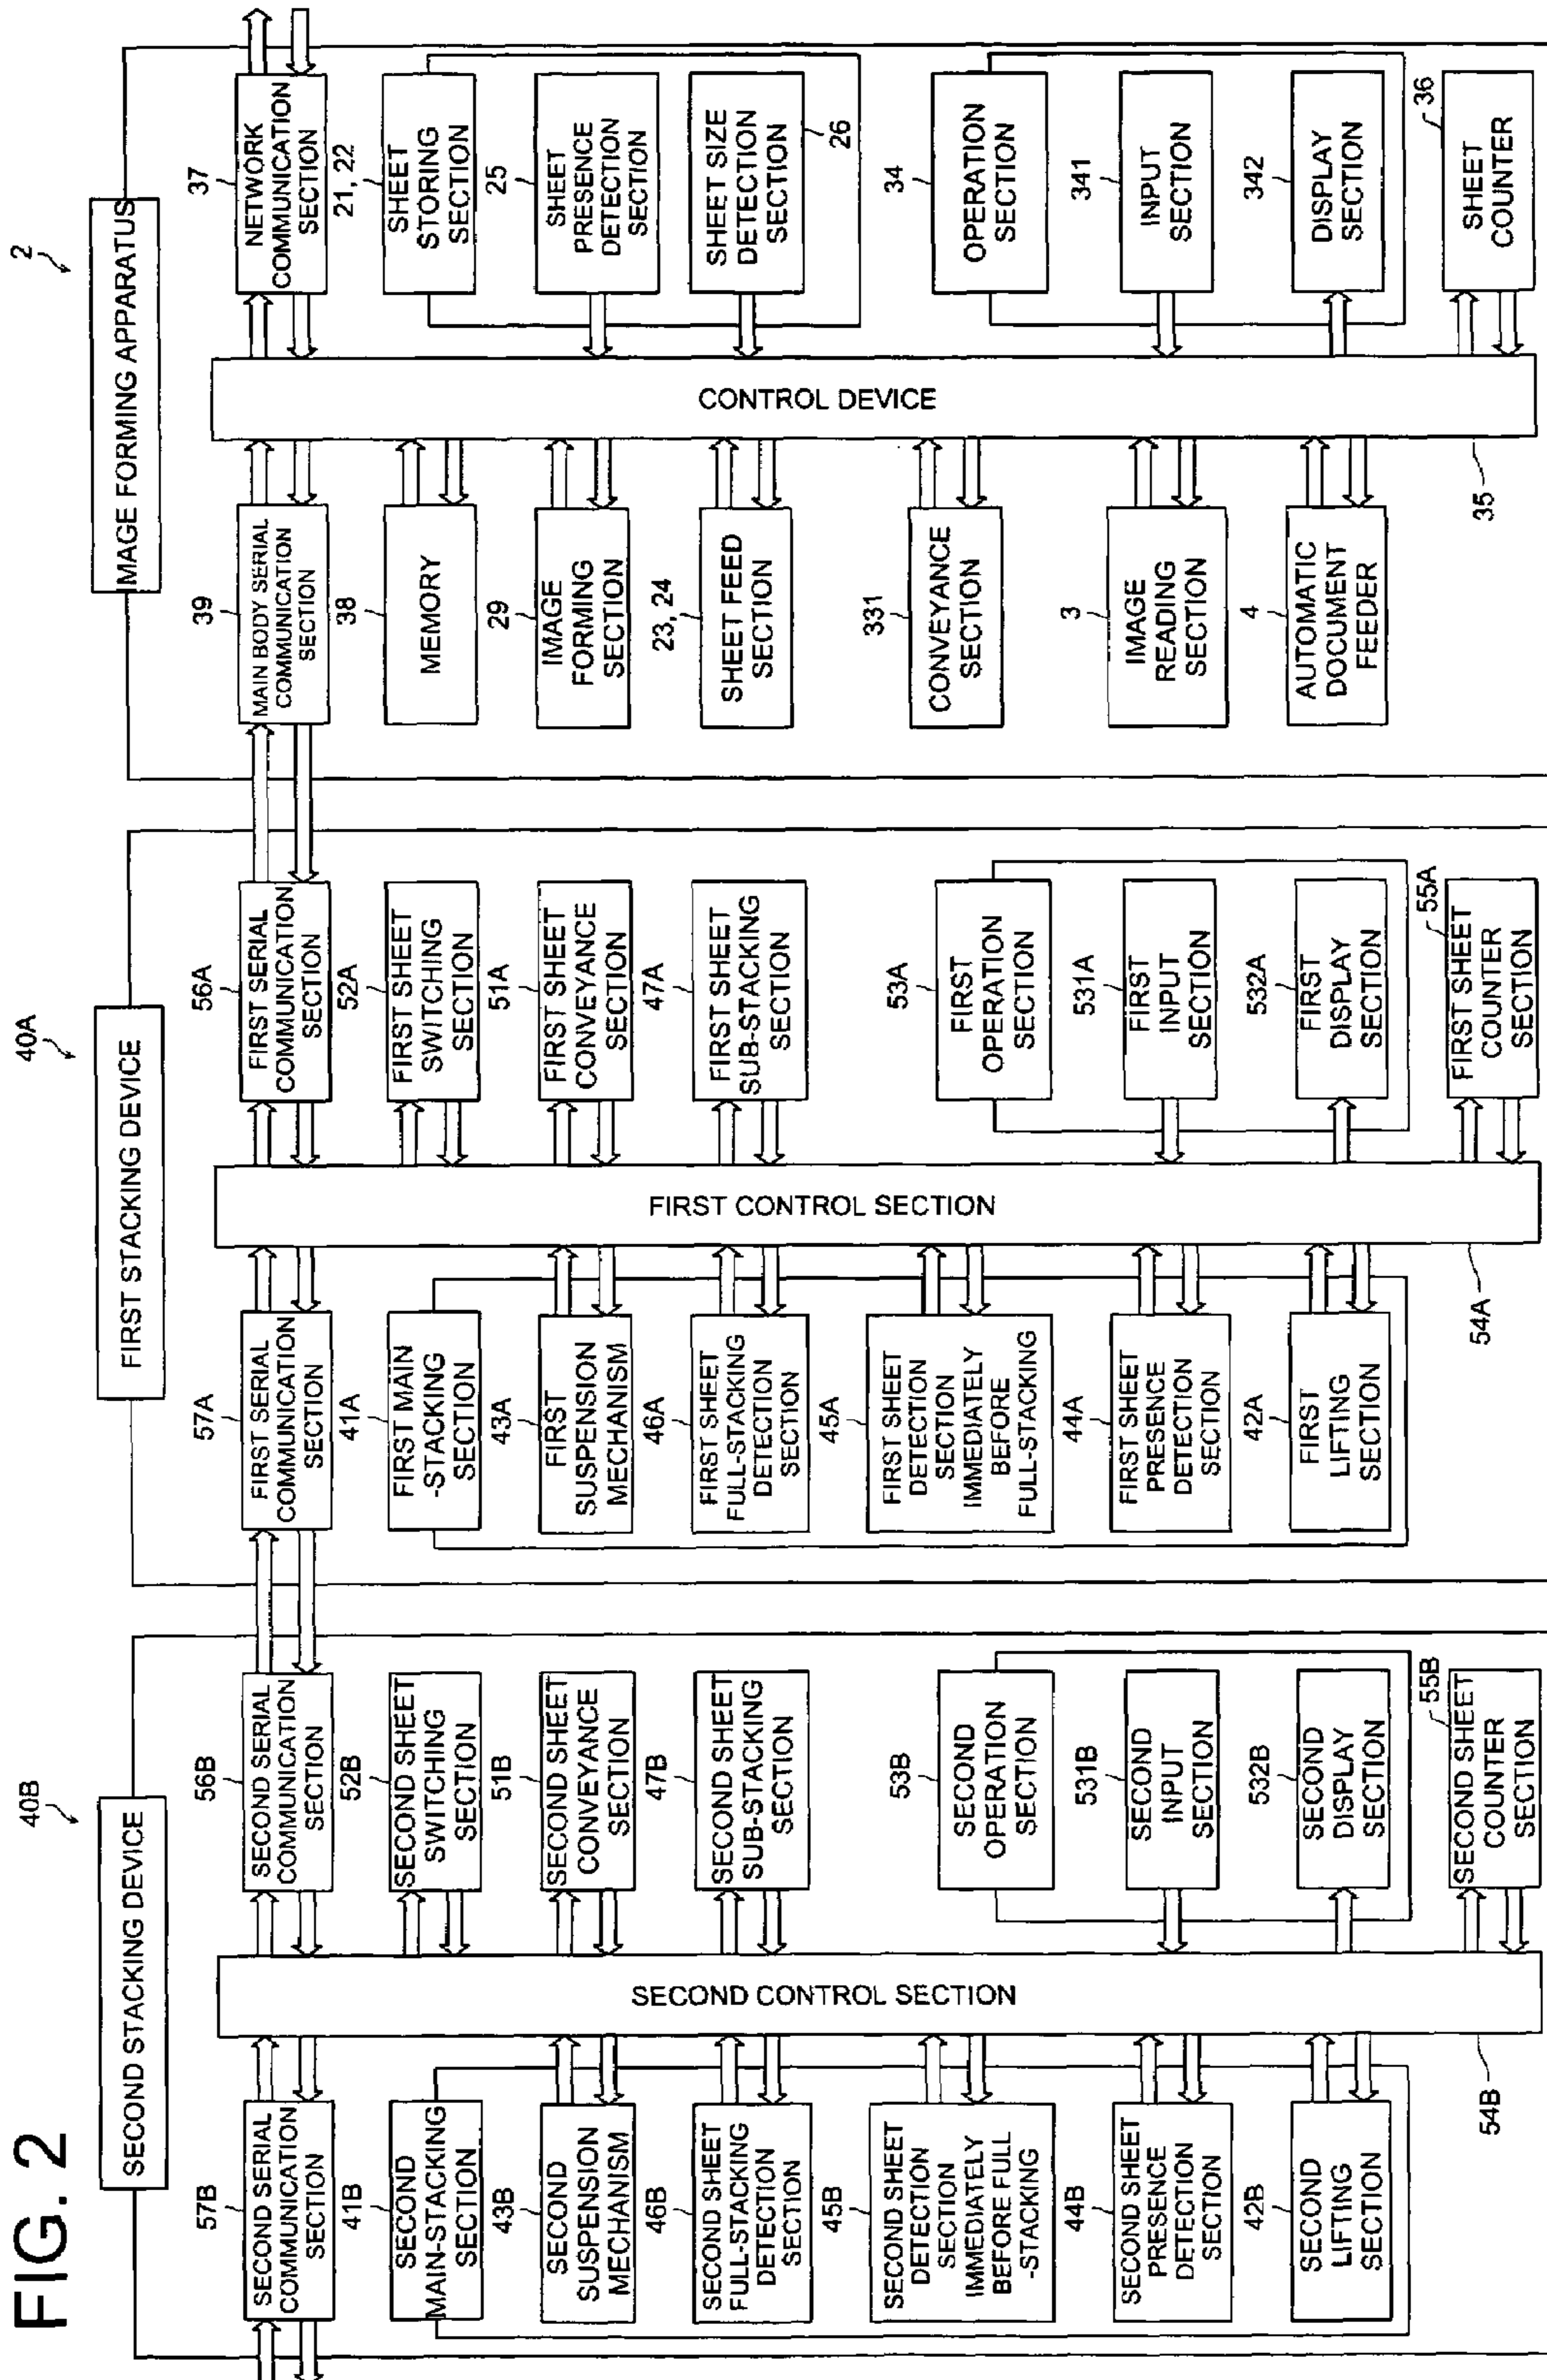 FIG. 2
40B
SECOND STACKING DEVICE
57B
SECOND SERIAL
COMMUNICATION
SECTION
41B
SECOND
MAIN-STACKING
SECTION
43B
SECOND
SUSPENSION
MECHANISM
46B
SECOND SHEET
FULL-STACKING
DETECTION
SECTION
45B
SECOND SHEET
DETECTION
SECTION
IMMEDIATELY
BEFORE FULL
-STACKING
44B
SECOND SHEET
PRESENCE
DETECTION
SECTION
42B
SECOND
LIFTING
SECTION
SECOND CONTROL SECTION
54B
56B
SECOND SERIAL
COMMUNICATION
SECTION
52B
SECOND SHEET
SWITCHING
SECTION
51B
SECOND SHEET
CONVEYANCE
SECTION
47B
SECOND SHEET
SUB-STACKING
SECTION
53B
SECOND
OPERATION
SECTION
531B
SECOND
INPUT
SECTION
532B
SECOND
DISPLAY
SECTION
55B
SECOND SHEET
COUNTER
SECTION
40A
FIRST STACKING DEVICE
57A
FIRST SERIAL
COMMUNICATION
SECTION
41A
FIRST MAIN
-STACKING
SECTION
43A
FIRST
SUSPENSION
MECHANISM
46A
FIRST SHEET
FULL-STACKING
DETECTION
SECTION
45A
FIRST SHEET
DETECTION
SECTION
IMMEDIATELY
BEFORE
FULL-STACKING
44A
FIRST SHEET
PRESENCE
DETECTION
SECTION
42A
FIRST
LIFTING
SECTION
FIRST CONTROL SECTION
54A
56A
FIRST SERIAL
COMMUNICATION
SECTION
52A
FIRST SHEET
SWITCHING
SECTION
51A
FIRST SHEET
CONVEYANCE
SECTION
47A
FIRST SHEET
SUB-STACKING
SECTION
53A
FIRST
OPERATION
SECTION
531A
FIRST
INPUT
SECTION
532A
FIRST
DISPLAY
SECTION
55A
FIRST SHEET
COUNTER
SECTION
2
IMAGE FORMING APPARATUS
39
MAIN BODY SERIAL
COMMUNICATION
SECTION
38
MEMORY
29
IMAGE
FORMING
SECTION
SHEET FEED
SECTION
23, 24
331
CONVEYANCE
SECTION
3
IMAGE
READING
SECTION
4
AUTOMATIC
DOCUMENT
FEEDER
CONTROL DEVICE
35
37
NETWORK
COMMUNICATION
SECTION
21, 22
SHEET
STORING
SECTION
25
SHEET
PRESENCE
DETECTION
SECTION
SHEET SIZE
DETECTION
SECTION
26
34
OPERATION
SECTION
341
INPUT
SECTION
342
DISPLAY
SECTION
36
SHEET
COUNTER